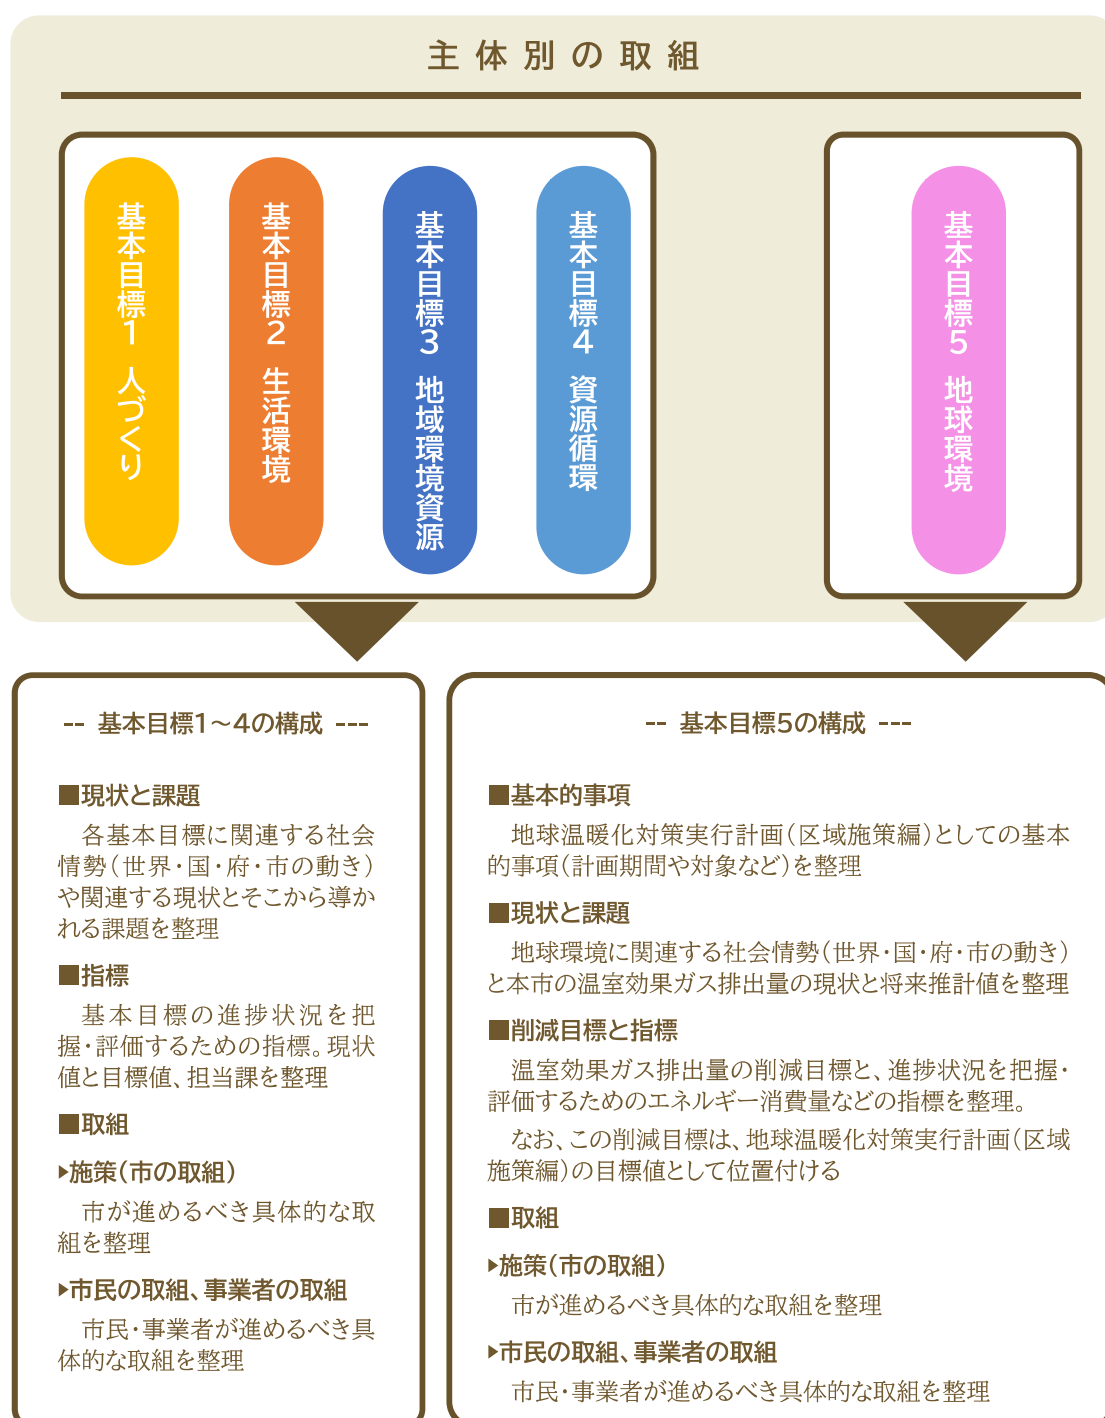 主体別の取組
基本目標1 人づくり
基本目標2 生活環境
基本目標3 地域環境資源
基本目標4 資源循環
基本目標5 地球環境
-- 基本目標1～4の構成 ---
■現状と課題
各基本目標に関連する社会
情勢（世界・国・府・市の動き）
や関連する現状とそこから導か
れる課題を整理
■指標
基本目標の進捗状況を把
握・評価するための指標。現状
値と目標値、担当課を整理
■取組
▶施策（市の取組）
市が進めるべき具体的な取
組を整理
▶市民の取組、事業者の取組
市民・事業者が進めるべき具
体的な取組を整理
-- 基本目標5の構成 ---
■基本的事項
地球温暖化対策実行計画（区域施策編）としての基本
的事項（計画期間や対象など）を整理
■現状と課題
地球環境に関連する社会情勢（世界・国・府・市の動き）
と本市の温室効果ガス排出量の現状と将来推計値を整理
■削減目標と指標
温室効果ガス排出量の削減目標と、進捗状況を把握・
評価するためのエネルギー消費量などの指標を整理。
なお、この削減目標は、地球温暖化対策実行計画（区域
施策編）の目標値として位置付ける
■取組
▶施策（市の取組）
市が進めるべき具体的な取組を整理
▶市民の取組、事業者の取組
市民・事業者が進めるべき具体的な取組を整理